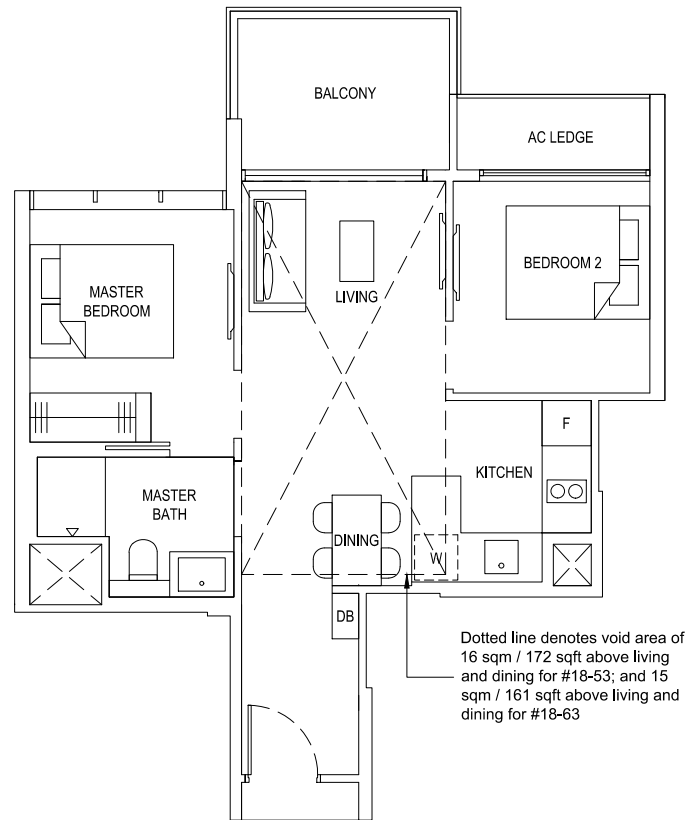 BALCONY
AC LEDGE
MASTER
BEDROOM
LIVING
BEDROOM 2
F
KITCHEN
MASTER
BATH
DINING
W
DB
Dotted line denotes void area of
16 sqm / 172 sqft above living
and dining for #18-53; and 15
sqm / 161 sqft above living and
dining for #18-63